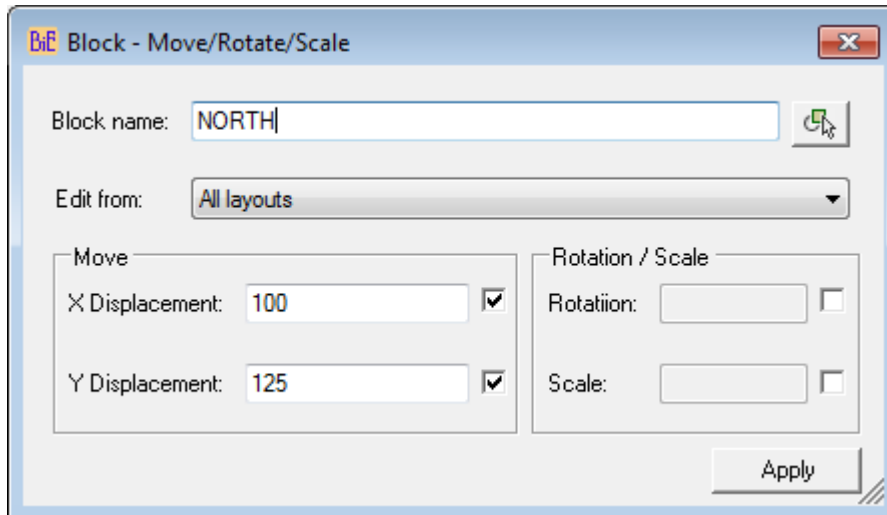 BiE Block - Move/Rotate/Scale
Block name: NORTH
Edit from: All layouts
Move
Rotation / Scale
X Displacement: 100
Rotatiion:
Y Displacement: 125
Scale:
Apply